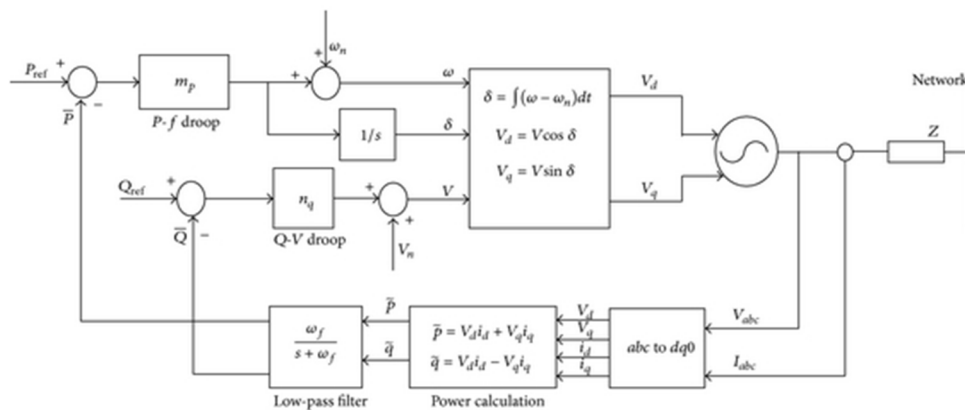 ω_n
P_ref + + + ω V_d Network
− m_p δ = ∫(ω − ω_n)dt
P̅ P-f droop
1/s δ V_d = V cos δ Z
Q_ref + + V V_q = V sin δ V_q
− n_q +
Q̅ Q-V droop V_n
p̃ V_d V_abc
ω_f p̃ = V_d i_d + V_q i_q V_q
s + ω_f q̃ i_d abc to dq0
q̃ = V_d i_d − V_q i_q i_q I_abc
Low-pass filter Power calculation